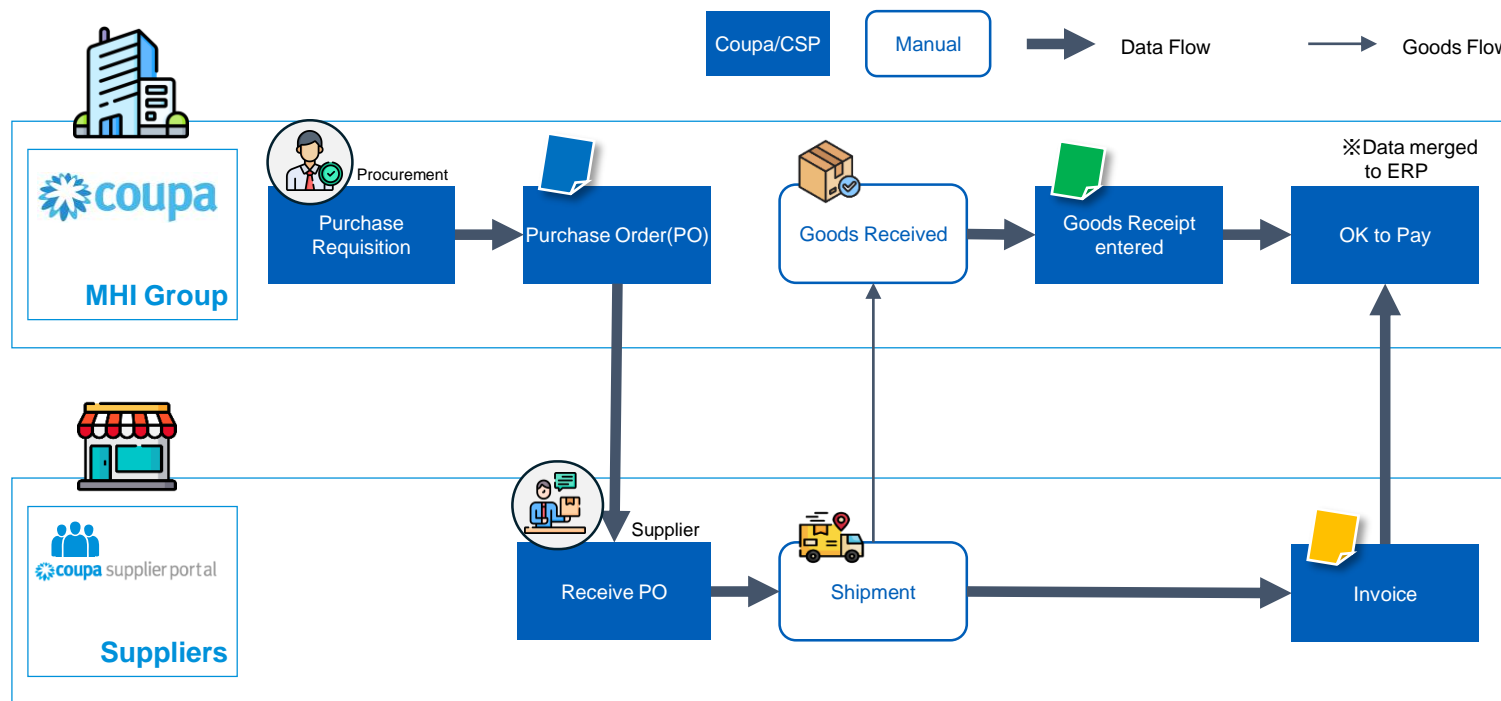 Coupa/CSP
Manual
Data Flow
Goods Flow
coupa
MHI Group
Procurement
Purchase
Requisition
Purchase Order(PO)
Goods Received
Goods Receipt
entered
※Data merged
to ERP
OK to Pay
coupa supplier portal
Suppliers
Supplier
Receive PO
Shipment
Invoice